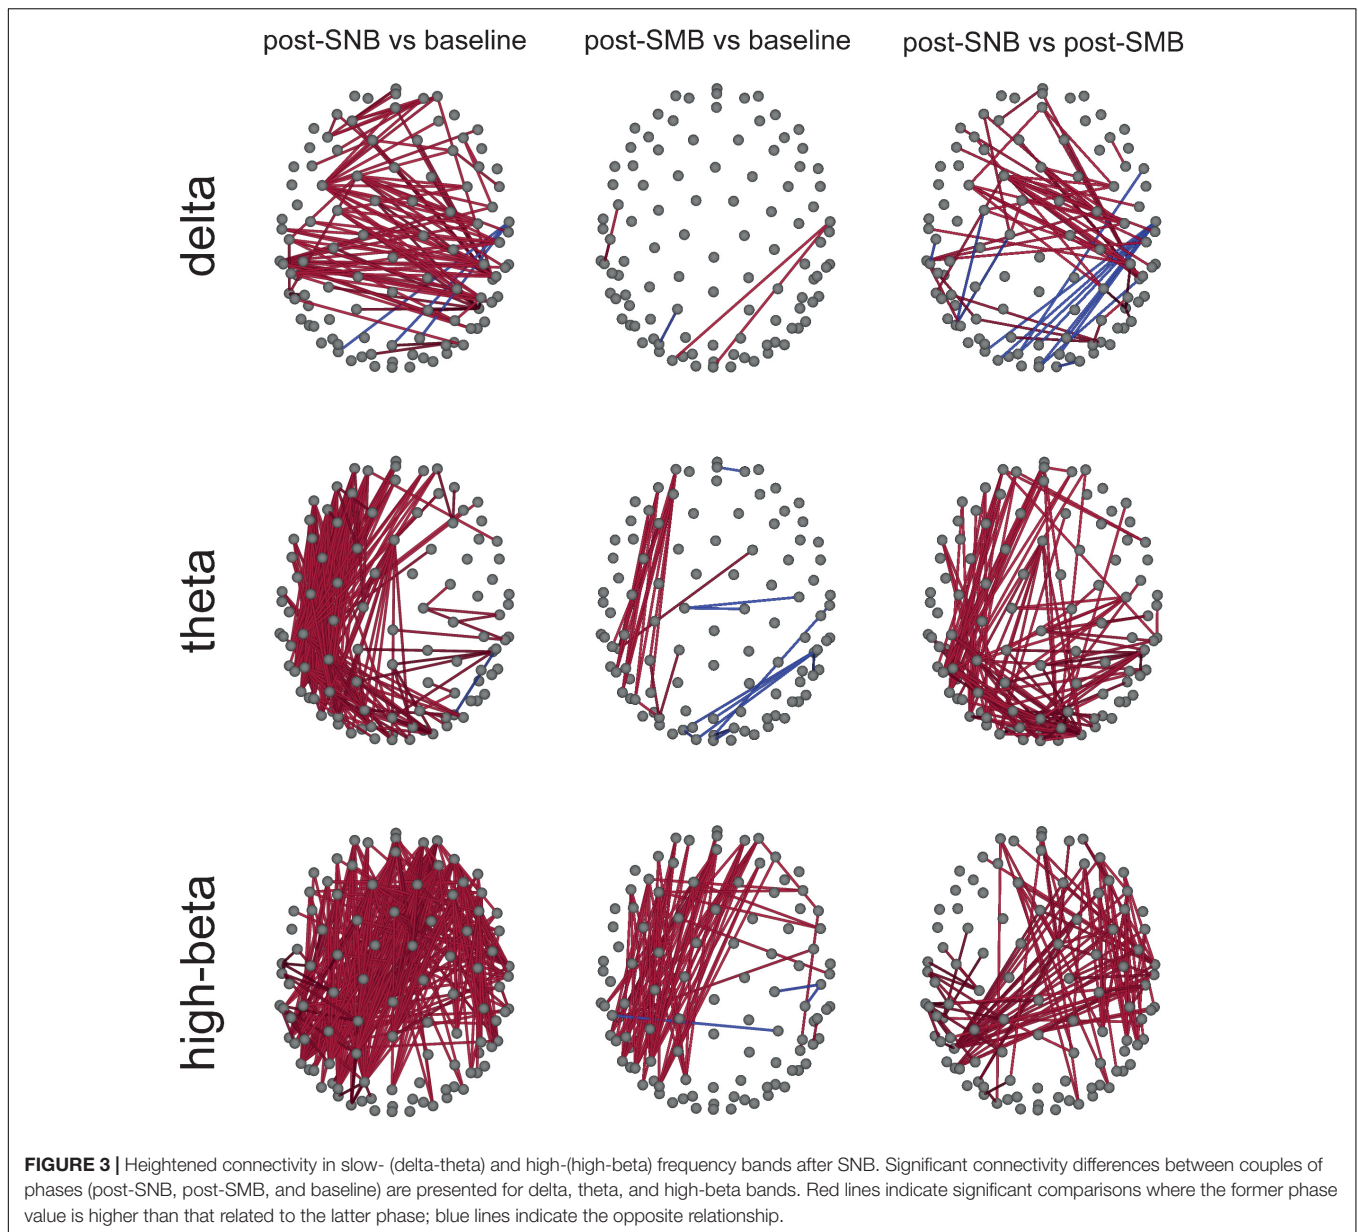 post-SNB vs baseline
post-SMB vs baseline
post-SNB vs post-SMB
delta
theta
high-beta
FIGURE 3 | Heightened connectivity in slow- (delta-theta) and high-(high-beta) frequency bands after SNB. Significant connectivity differences between couples of
phases (post-SNB, post-SMB, and baseline) are presented for delta, theta, and high-beta bands. Red lines indicate significant comparisons where the former phase
value is higher than that related to the latter phase; blue lines indicate the opposite relationship.